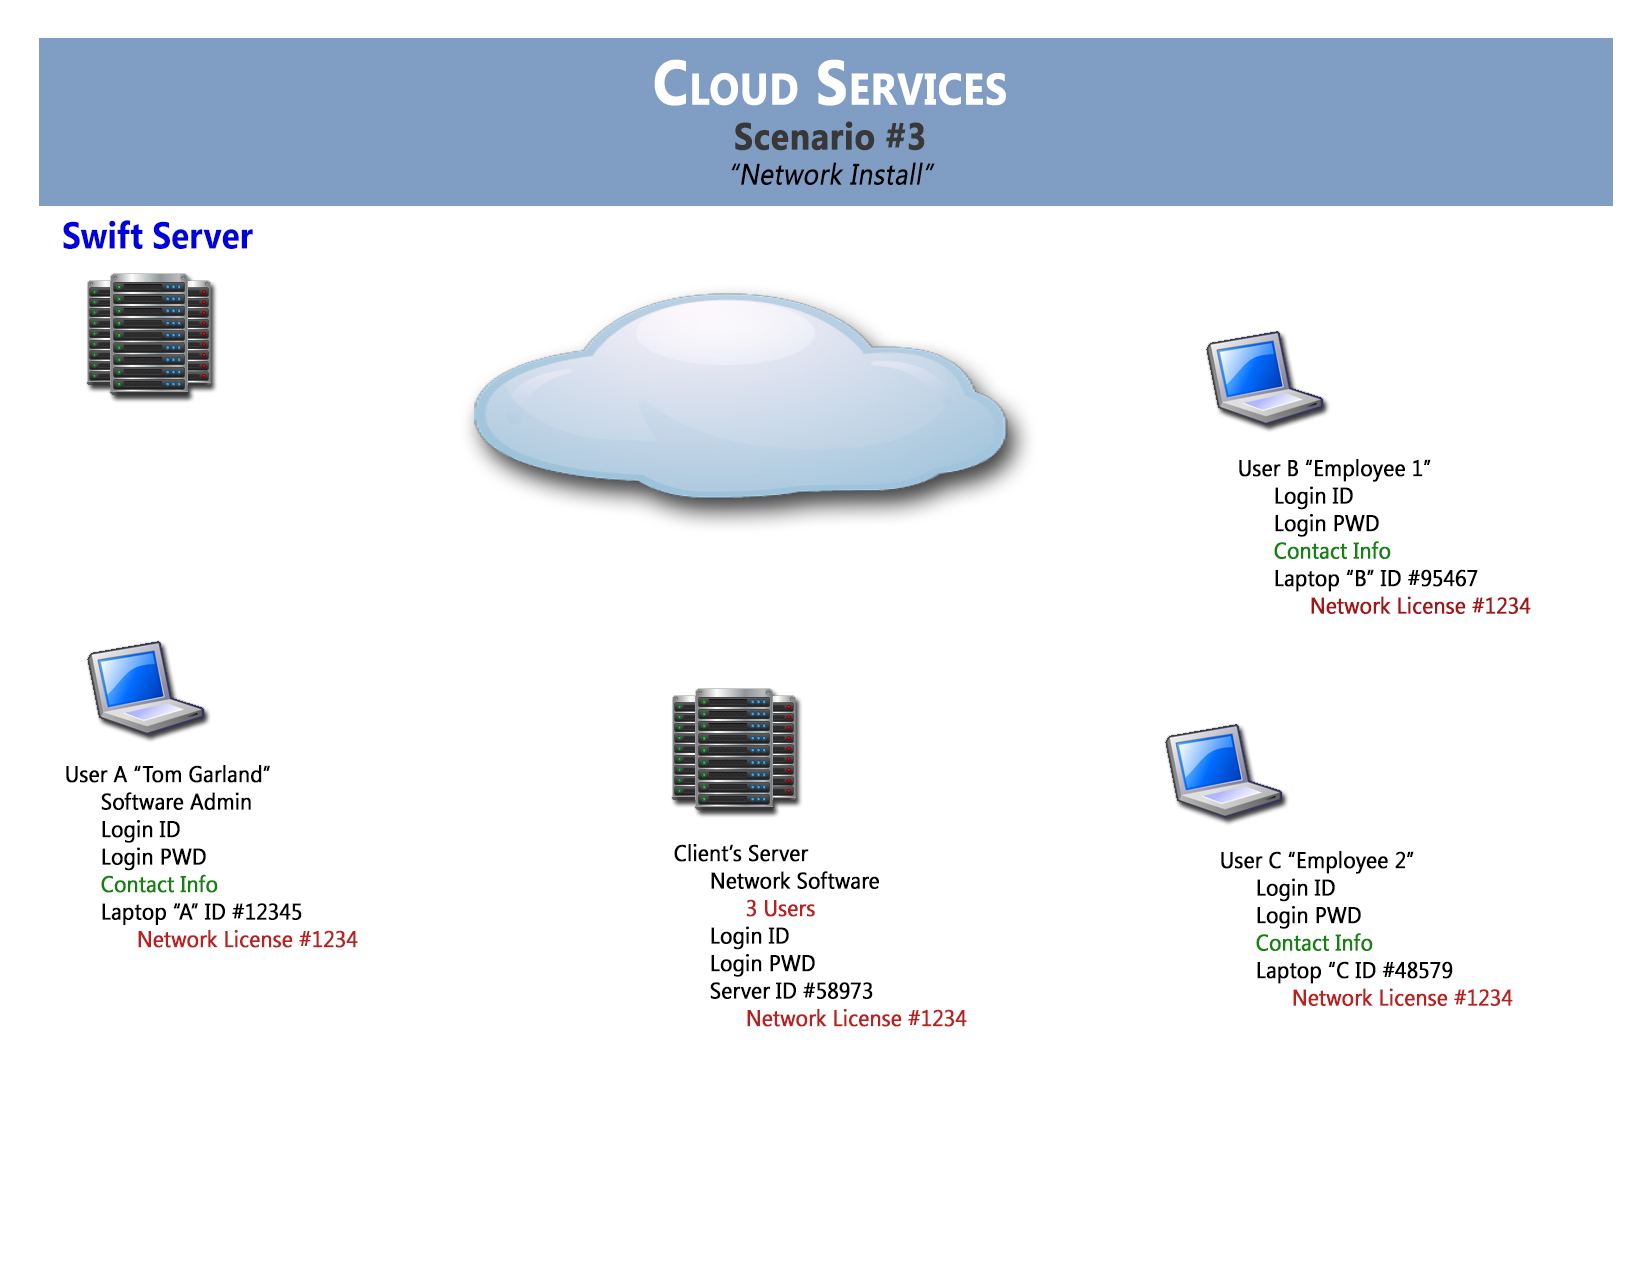 CLOUD SERVICES
Scenario #3
“Network Install”
Swift Server
User B “Employee 1”
Login ID
Login PWD
Contact Info
Laptop “B” ID #95467
Network License #1234
User A “Tom Garland“
Software Admin
Login ID
Login PWD
Contact Info
Laptop “A” ID #12345
Network License #1234
Client’s Server
Network Software
3 Users
Login ID
Login PWD
Server ID #58973
Network License #1234
User C “Employee 2”
Login ID
Login PWD
Contact Info
Laptop “C ID #48579
Network License #1234